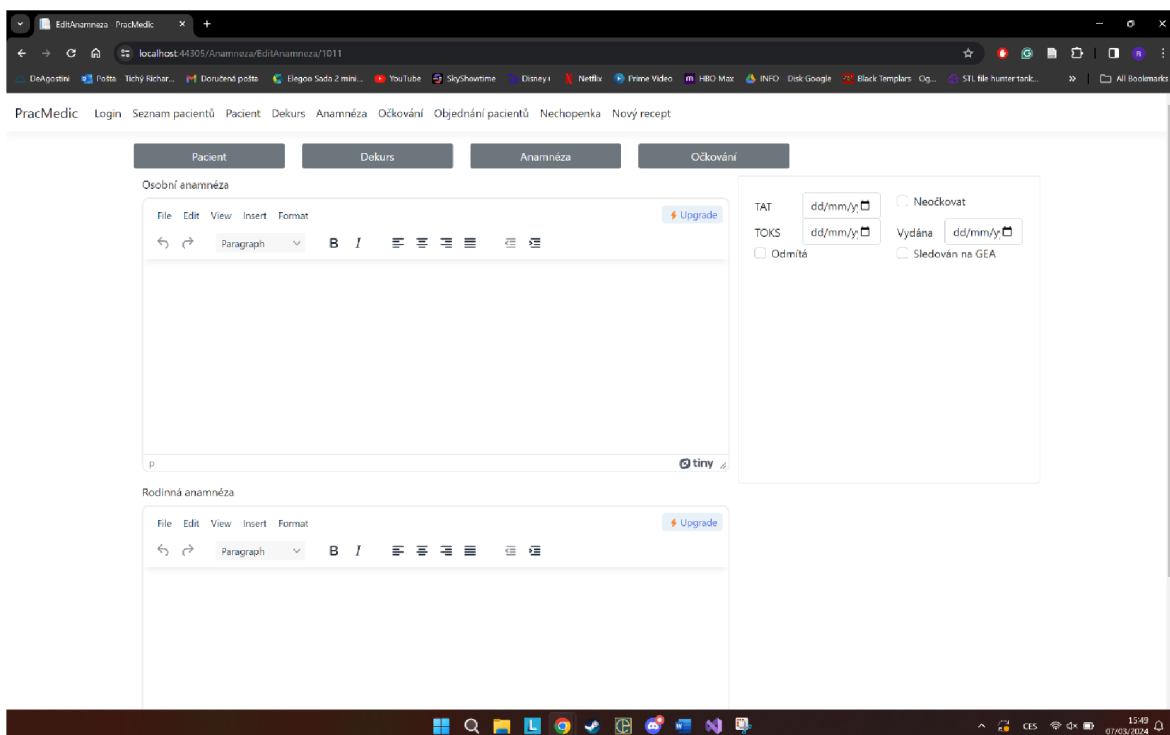 EditAnamneza PracMedic
localhost:44305/Anamneza/EditAnamneza/1011
DeAgostini Pošta Tichý Richar... Doručená pošta Elegoo Sada 2 mini... YouTube SkyShowtime Disney+ Netflix Prime Video HBO Max INFO Disk Google Black Templars Og... STL file hunter tank... » All Bookmarks
PracMedic Login Seznam pacientů Pacient Dekurs Anamnéza Očkování Objednání pacientů Nechopenka Nový recept
Pacient Dekurs Anamnéza Očkování
Osobní anamnéza
File Edit View Insert Format Upgrade
Paragraph B I
p tiny
TAT dd/mm/y Neočkovat
TOKS dd/mm/y Vydána dd/mm/y
Odmítá Sledován na GEA
Rodinná anamnéza
File Edit View Insert Format Upgrade
Paragraph B I
CES 15:49
07/03/2024